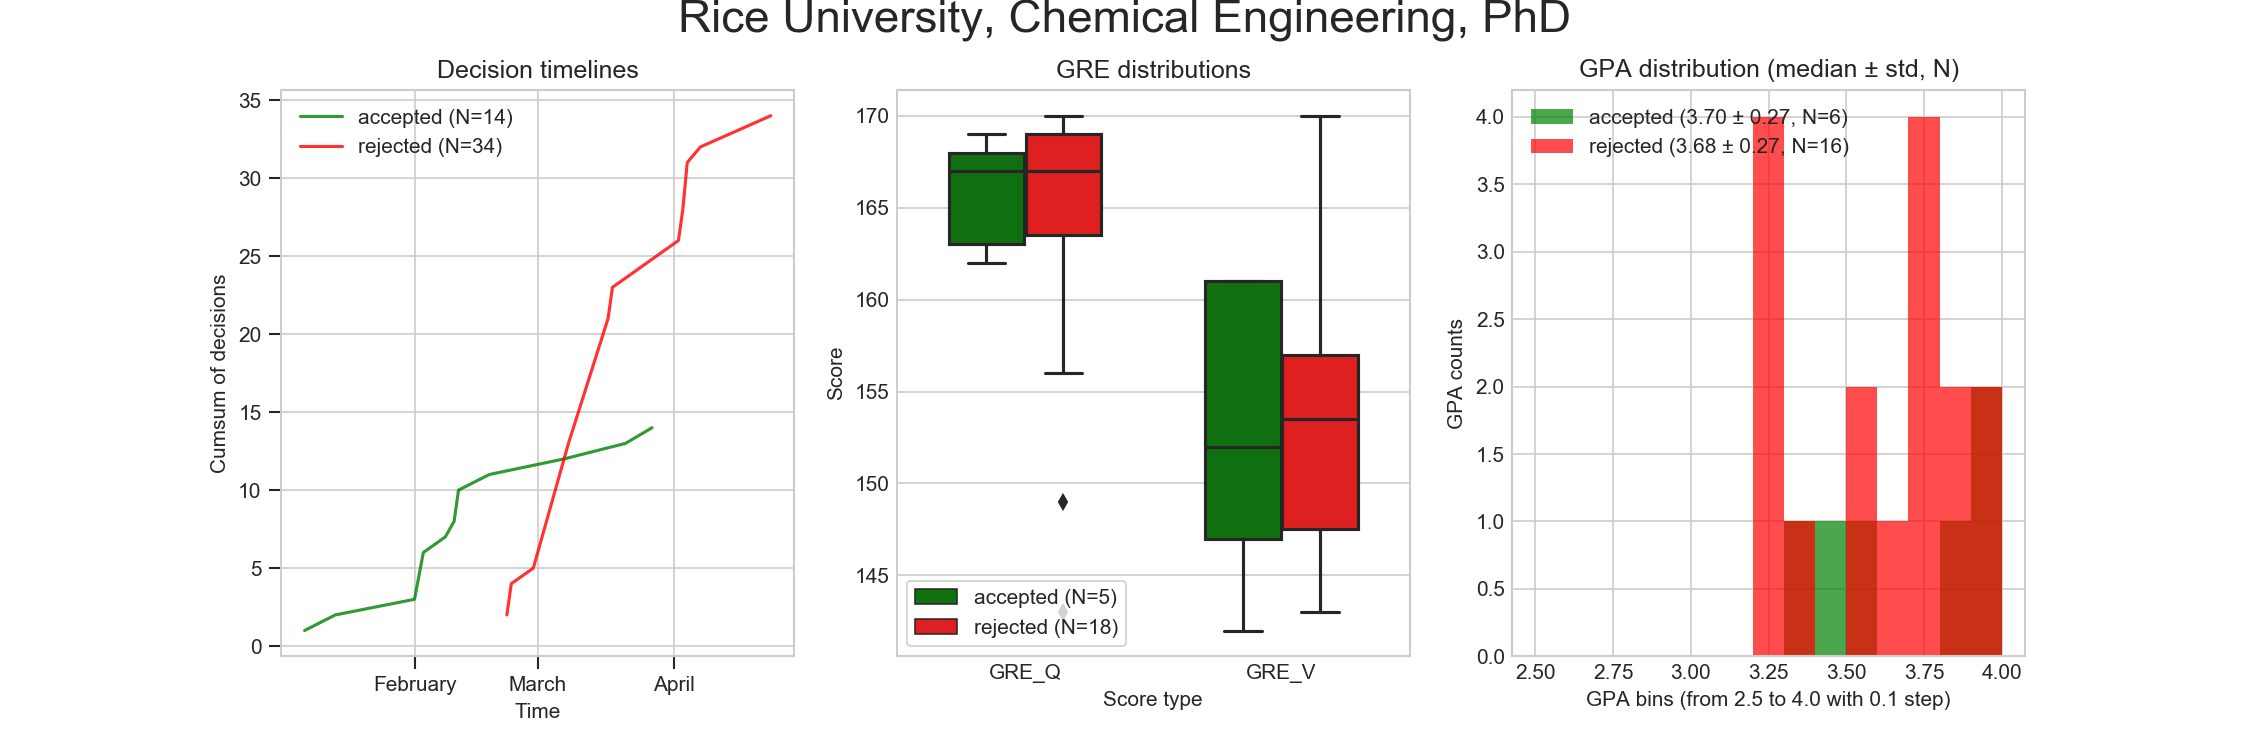 Rice University, Chemical Engineering, PhD
Decision timelines
accepted (N=14)
rejected (N=34)
35
30
25
20
15
10
5
0
Cumsum of decisions
February
March
April
Time
GRE distributions
170
165
160
155
150
145
Score
accepted (N=5)
rejected (N=18)
GRE_Q
GRE_V
Score type
GPA distribution (median ± std, N)
accepted (3.70 ± 0.27, N=6)
rejected (3.68 ± 0.27, N=16)
4.0
3.5
3.0
2.5
2.0
1.5
1.0
0.5
0.0
GPA counts
2.50
2.75
3.00
3.25
3.50
3.75
4.00
GPA bins (from 2.5 to 4.0 with 0.1 step)